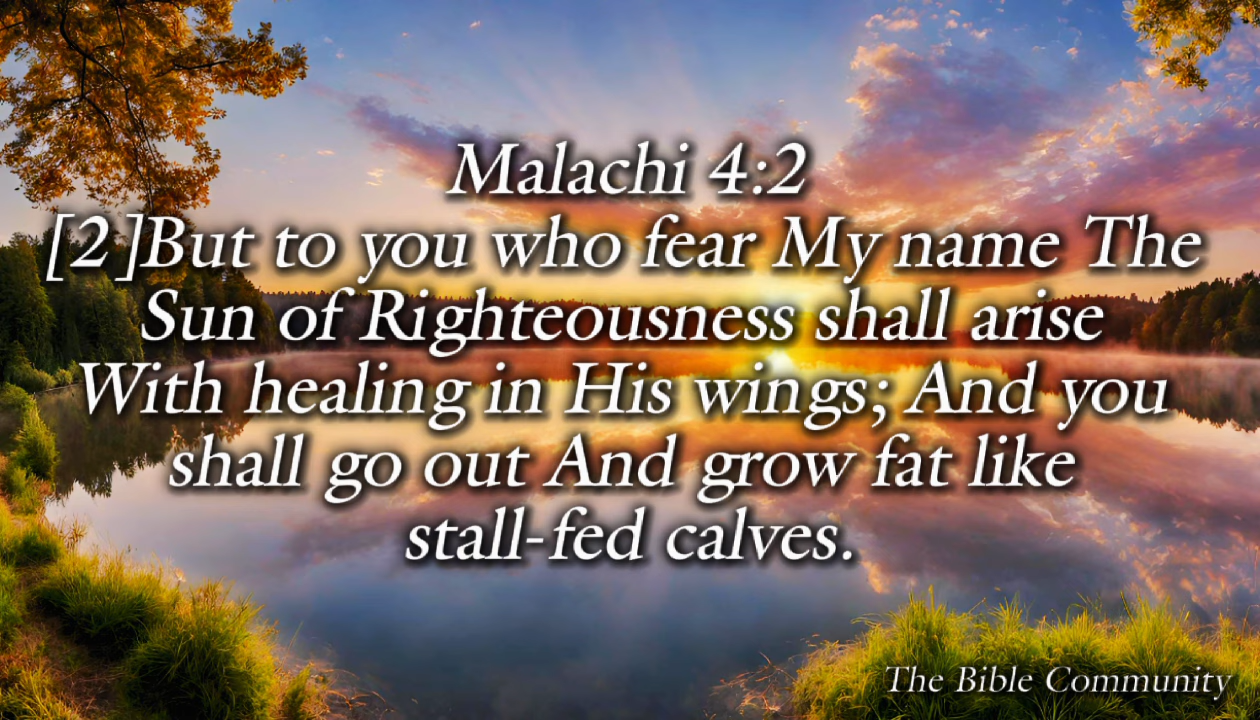 Malachi 4:2
[2]But to you who fear My name The
Sun of Righteousness shall arise
With healing in His wings; And you
shall go out And grow fat like
stall-fed calves.
The Bible Community